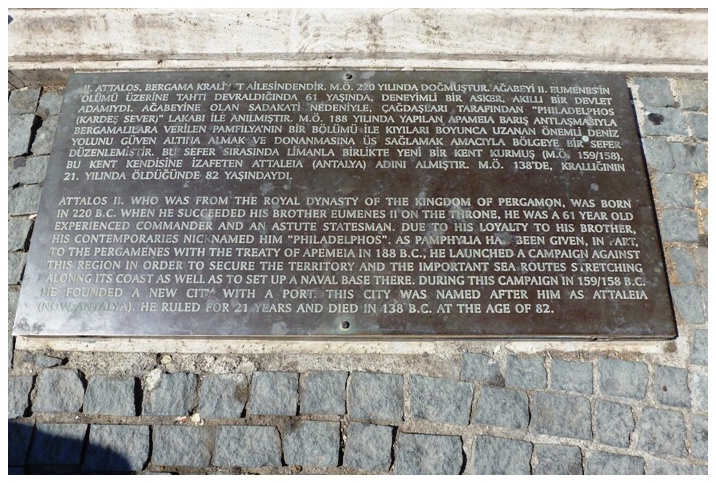 II. ATTALOS, BERGAMA KRALİYET AİLESİNDENDİR. M.Ö. 220 YILINDA DOĞMUŞTUR. AĞABEYİ II. EUMENES'İN
ÖLÜMÜ ÜZERİNE TAHTI DEVRALDIĞINDA 61 YAŞINDA, DENEYİMLİ BİR ASKER, AKILLI BİR DEVLET
ADAMIYDI. AĞABEYİNE OLAN SADAKATİ NEDENİYLE, ÇAĞDAŞLARI TARAFINDAN "PHILADELPHOS
(KARDEŞ SEVER)" LAKABI İLE ANILMIŞTIR. M.Ö. 188 YILINDA YAPILAN APAMEIA BARIŞ ANTLAŞMASIYLA
BERGAMALILARA VERİLEN PAMFILYA'NIN BİR BÖLÜMÜ İLE KIYILARI BOYUNCA UZANAN ÖNEMLİ DENİZ
YOLUNU GÜVEN ALTINA ALMAK VE DONANMASINA ÜS SAĞLAMAK AMACIYLA BÖLGEYE BİR SEFER
DÜZENLEMİŞTİR. BU SEFER SIRASINDA LİMANLA BİRLİKTE YENİ BİR KENT KURMUŞ (M.Ö. 159/158),
BU KENT KENDİSİNE İZAFETEN ATTALEIA (ANTALYA) ADINI ALMIŞTIR. M.Ö. 138'DE, KRALLIĞININ
21. YILINDA ÖLDÜĞÜNDE 82 YAŞINDAYDI.
ATTALOS II. WHO WAS FROM THE ROYAL DYNASTY OF THE KINGDOM OF PERGAMON, WAS BORN
IN 220 B.C. WHEN HE SUCCEEDED HIS BROTHER EUMENES II ON THE THRONE, HE WAS A 61 YEAR OLD
EXPERIENCED COMMANDER AND AN ASTUTE STATESMAN. DUE TO HIS LOYALTY TO HIS BROTHER,
HIS CONTEMPORARIES NICKNAMED HIM "PHILADELPHOS". AS PAMPHYLIA HAD BEEN GIVEN, IN PART,
TO THE PERGAMENES WITH THE TREATY OF APEMEIA IN 188 B.C., HE LAUNCHED A CAMPAIGN AGAINST
THIS REGION IN ORDER TO SECURE THE TERRITORY AND THE IMPORTANT SEA ROUTES STRETCHING
ALONNG ITS COAST AS WELL AS TO SET UP A NAVAL BASE THERE. DURING THIS CAMPAIGN IN 159/158 B.C.
HE FOUNDED A NEW CITY WITH A PORT. THIS CITY WAS NAMED AFTER HIM AS ATTALEIA
(NOW ANTALYA). HE RULED FOR 21 YEARS AND DIED IN 138 B.C. AT THE AGE OF 82.